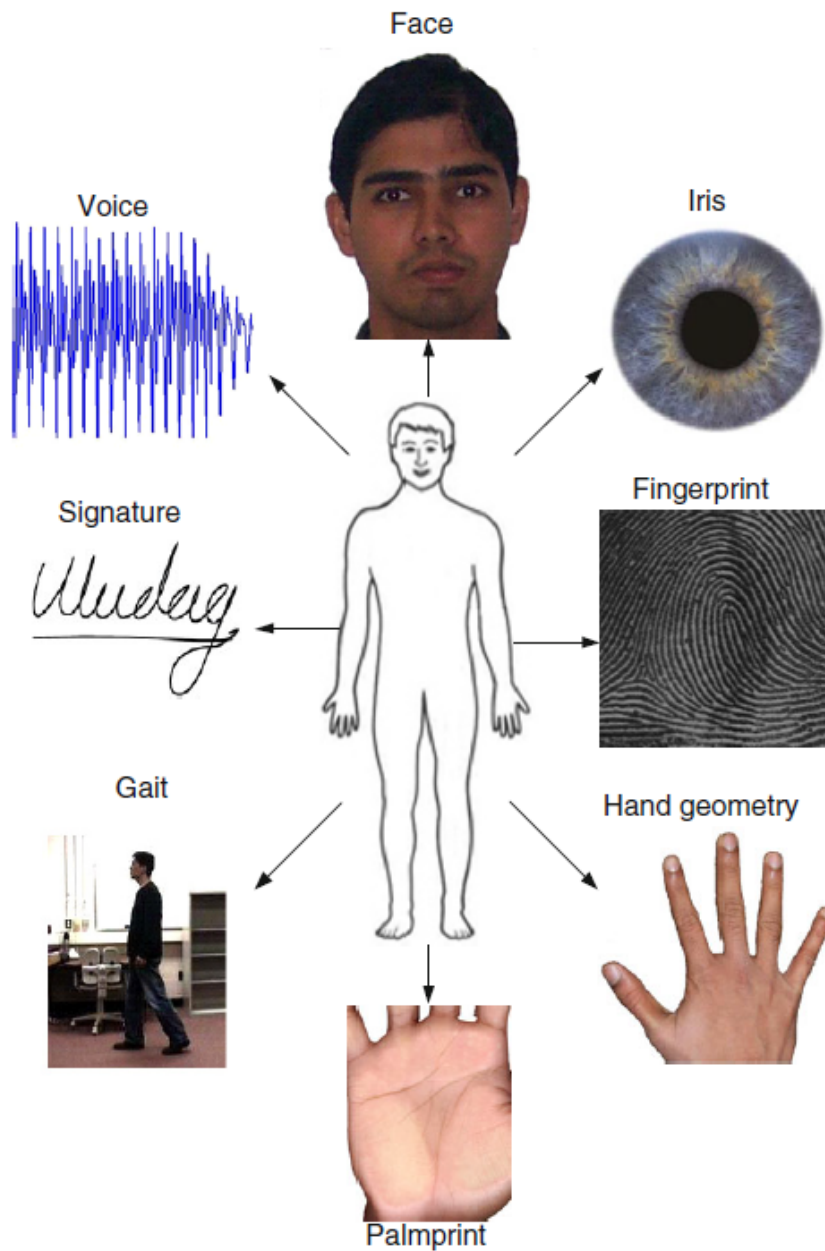 Face
Voice
Iris
Signature
Fingerprint
Gait
Hand geometry
Palmprint